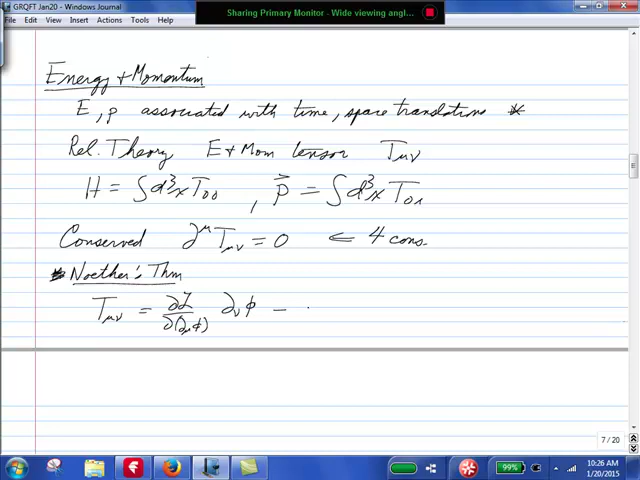 GRQFT Jan20 - Windows Journal
Sharing Primary Monitor - Wide viewing angl...
File Edit View Insert Actions Tools Help
Energy + Momentum
E, p associated with time, space translations *
Rel. Theory E + Mom tensor Tμν
H = ∫d³x T₀₀ , p⃗ = ∫d³x T₀ᵢ
Conserved ∂^μ Tμν = 0 ⇐ 4 cons.
* Noether's Thm
Tμν = ∂ℒ/∂(∂μφ) ∂νφ –
7 / 20
99%
10:26 AM
1/20/2015